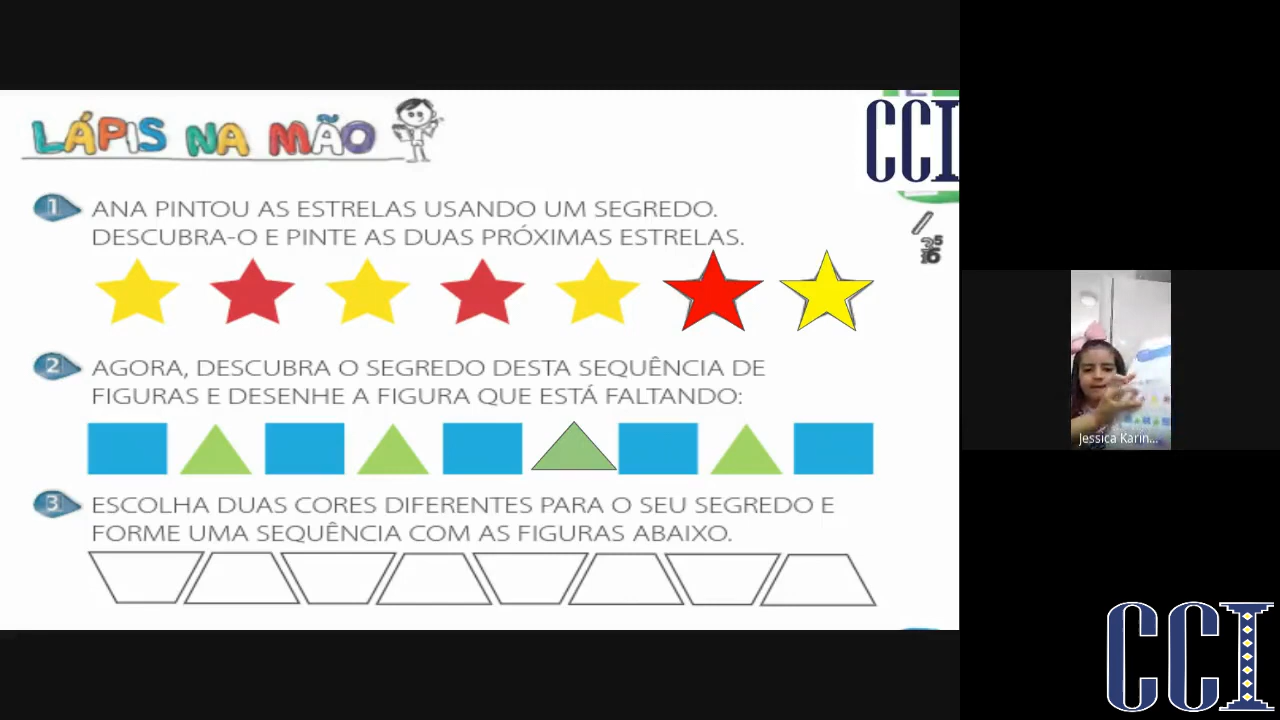 LÁPIS NA MÃO
CCI
1 ANA PINTOU AS ESTRELAS USANDO UM SEGREDO.
DESCUBRA-O E PINTE AS DUAS PRÓXIMAS ESTRELAS.
2 AGORA, DESCUBRA O SEGREDO DESTA SEQUÊNCIA DE
FIGURAS E DESENHE A FIGURA QUE ESTÁ FALTANDO:
3 ESCOLHA DUAS CORES DIFERENTES PARA O SEU SEGREDO E
FORME UMA SEQUÊNCIA COM AS FIGURAS ABAIXO.
Jessica Karin...
CCI